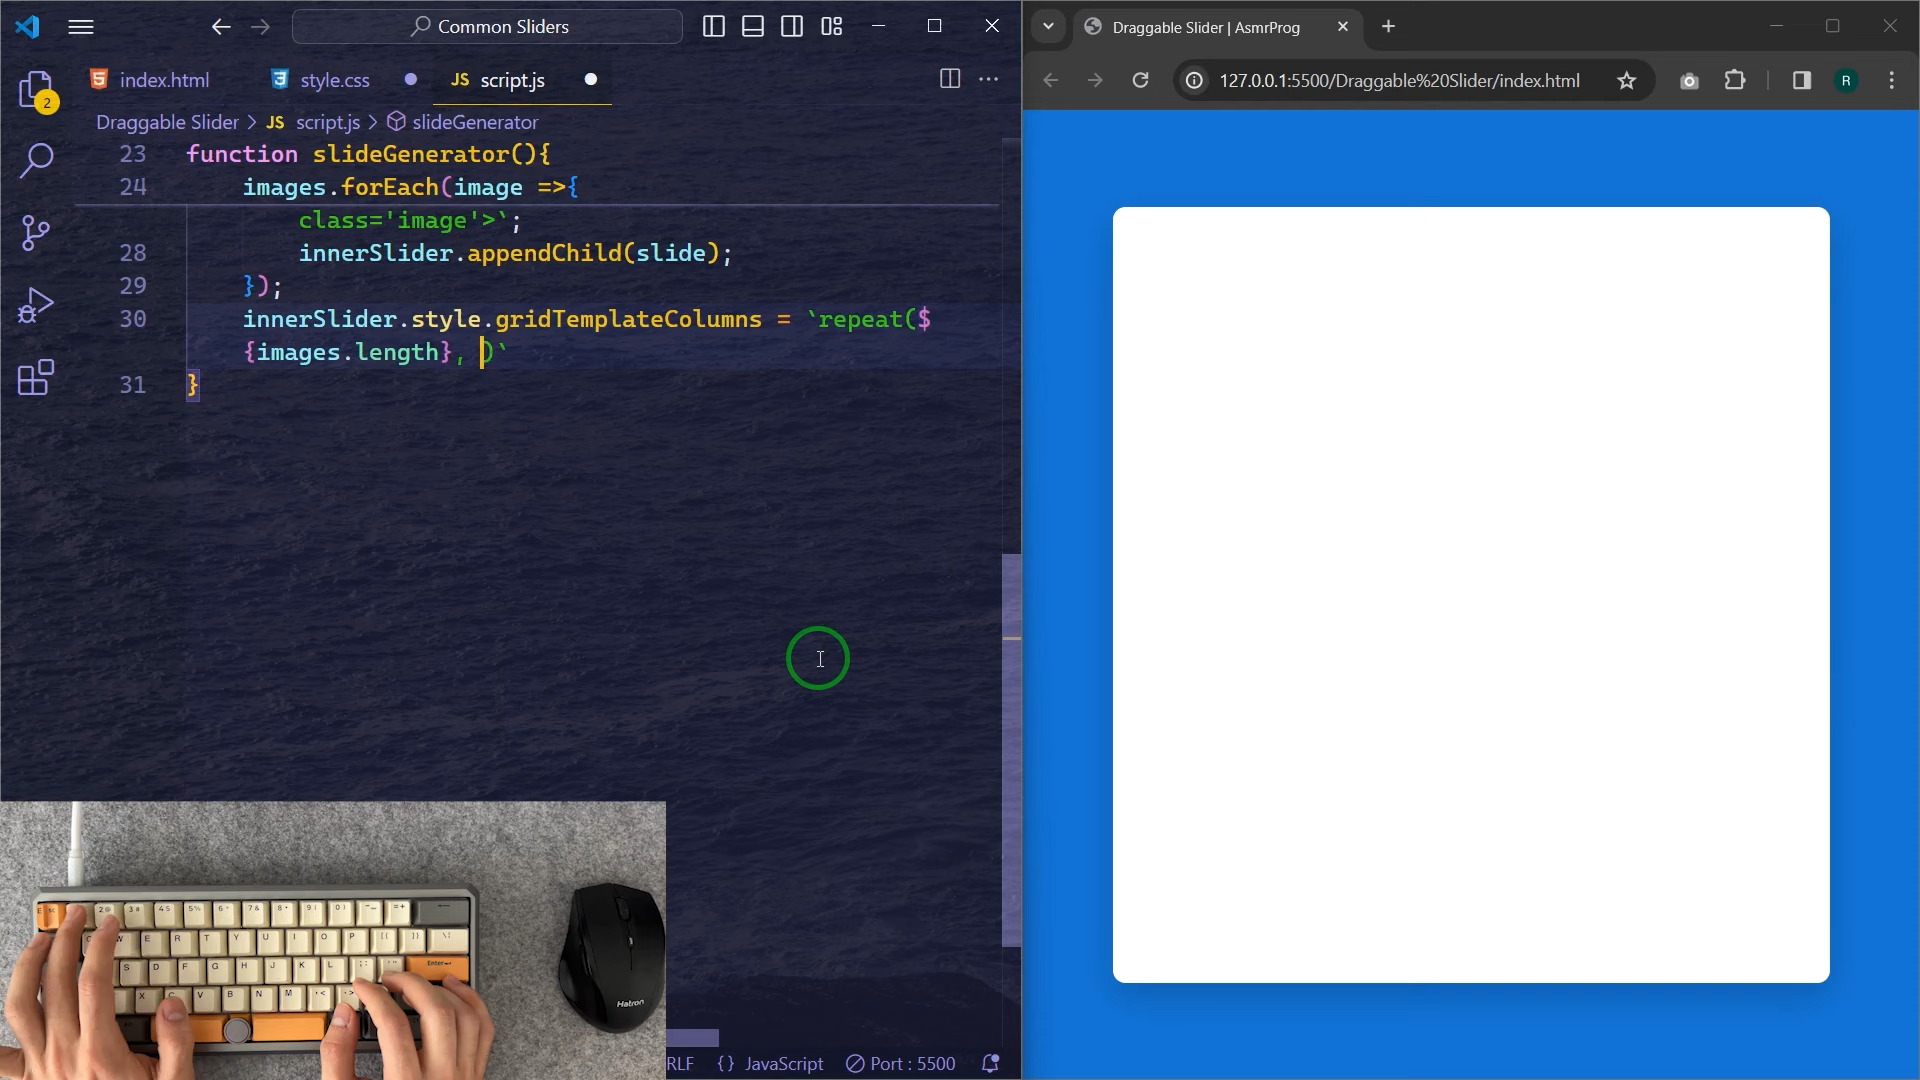 Common Sliders
index.html
style.css
JS script.js
2
Draggable Slider > JS script.js > slideGenerator
23 function slideGenerator(){
24 images.forEach(image =>{
class='image'>`;
28 innerSlider.appendChild(slide);
29 });
30 innerSlider.style.gridTemplateColumns = `repeat($
{images.length}, )`
31 }
RLF
{} JavaScript
Port : 5500
Draggable Slider | AsmrProg
127.0.0.1:5500/Draggable%20Slider/index.html
R
Hatron